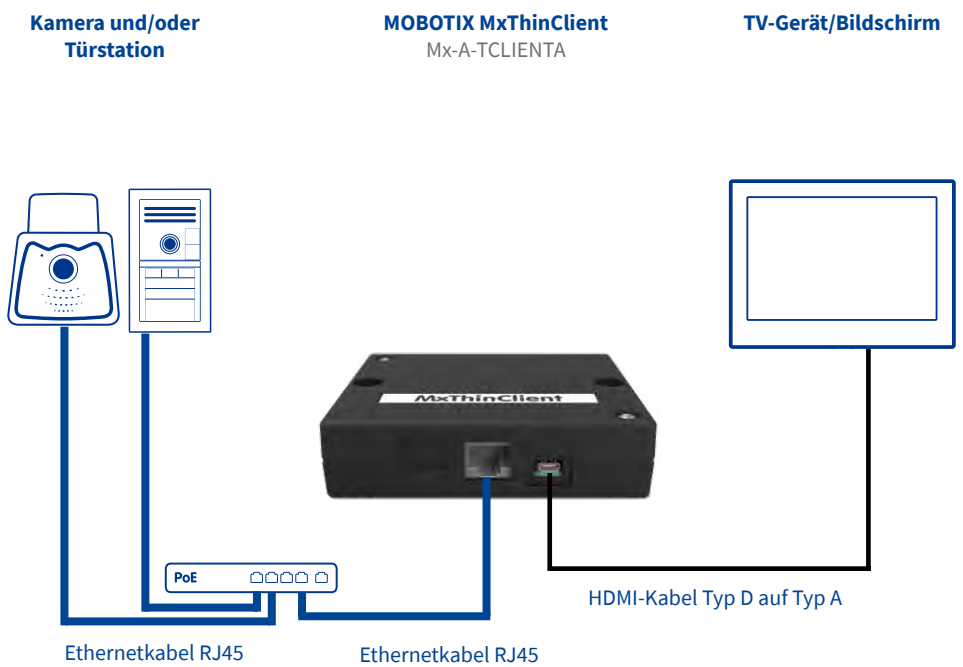 Kamera und/oder
Türstation
MOBOTIX MxThinClient
Mx-A-TCLIENTA
TV-Gerät/Bildschirm
MxThinClient
PoE
HDMI-Kabel Typ D auf Typ A
Ethernetkabel RJ45
Ethernetkabel RJ45